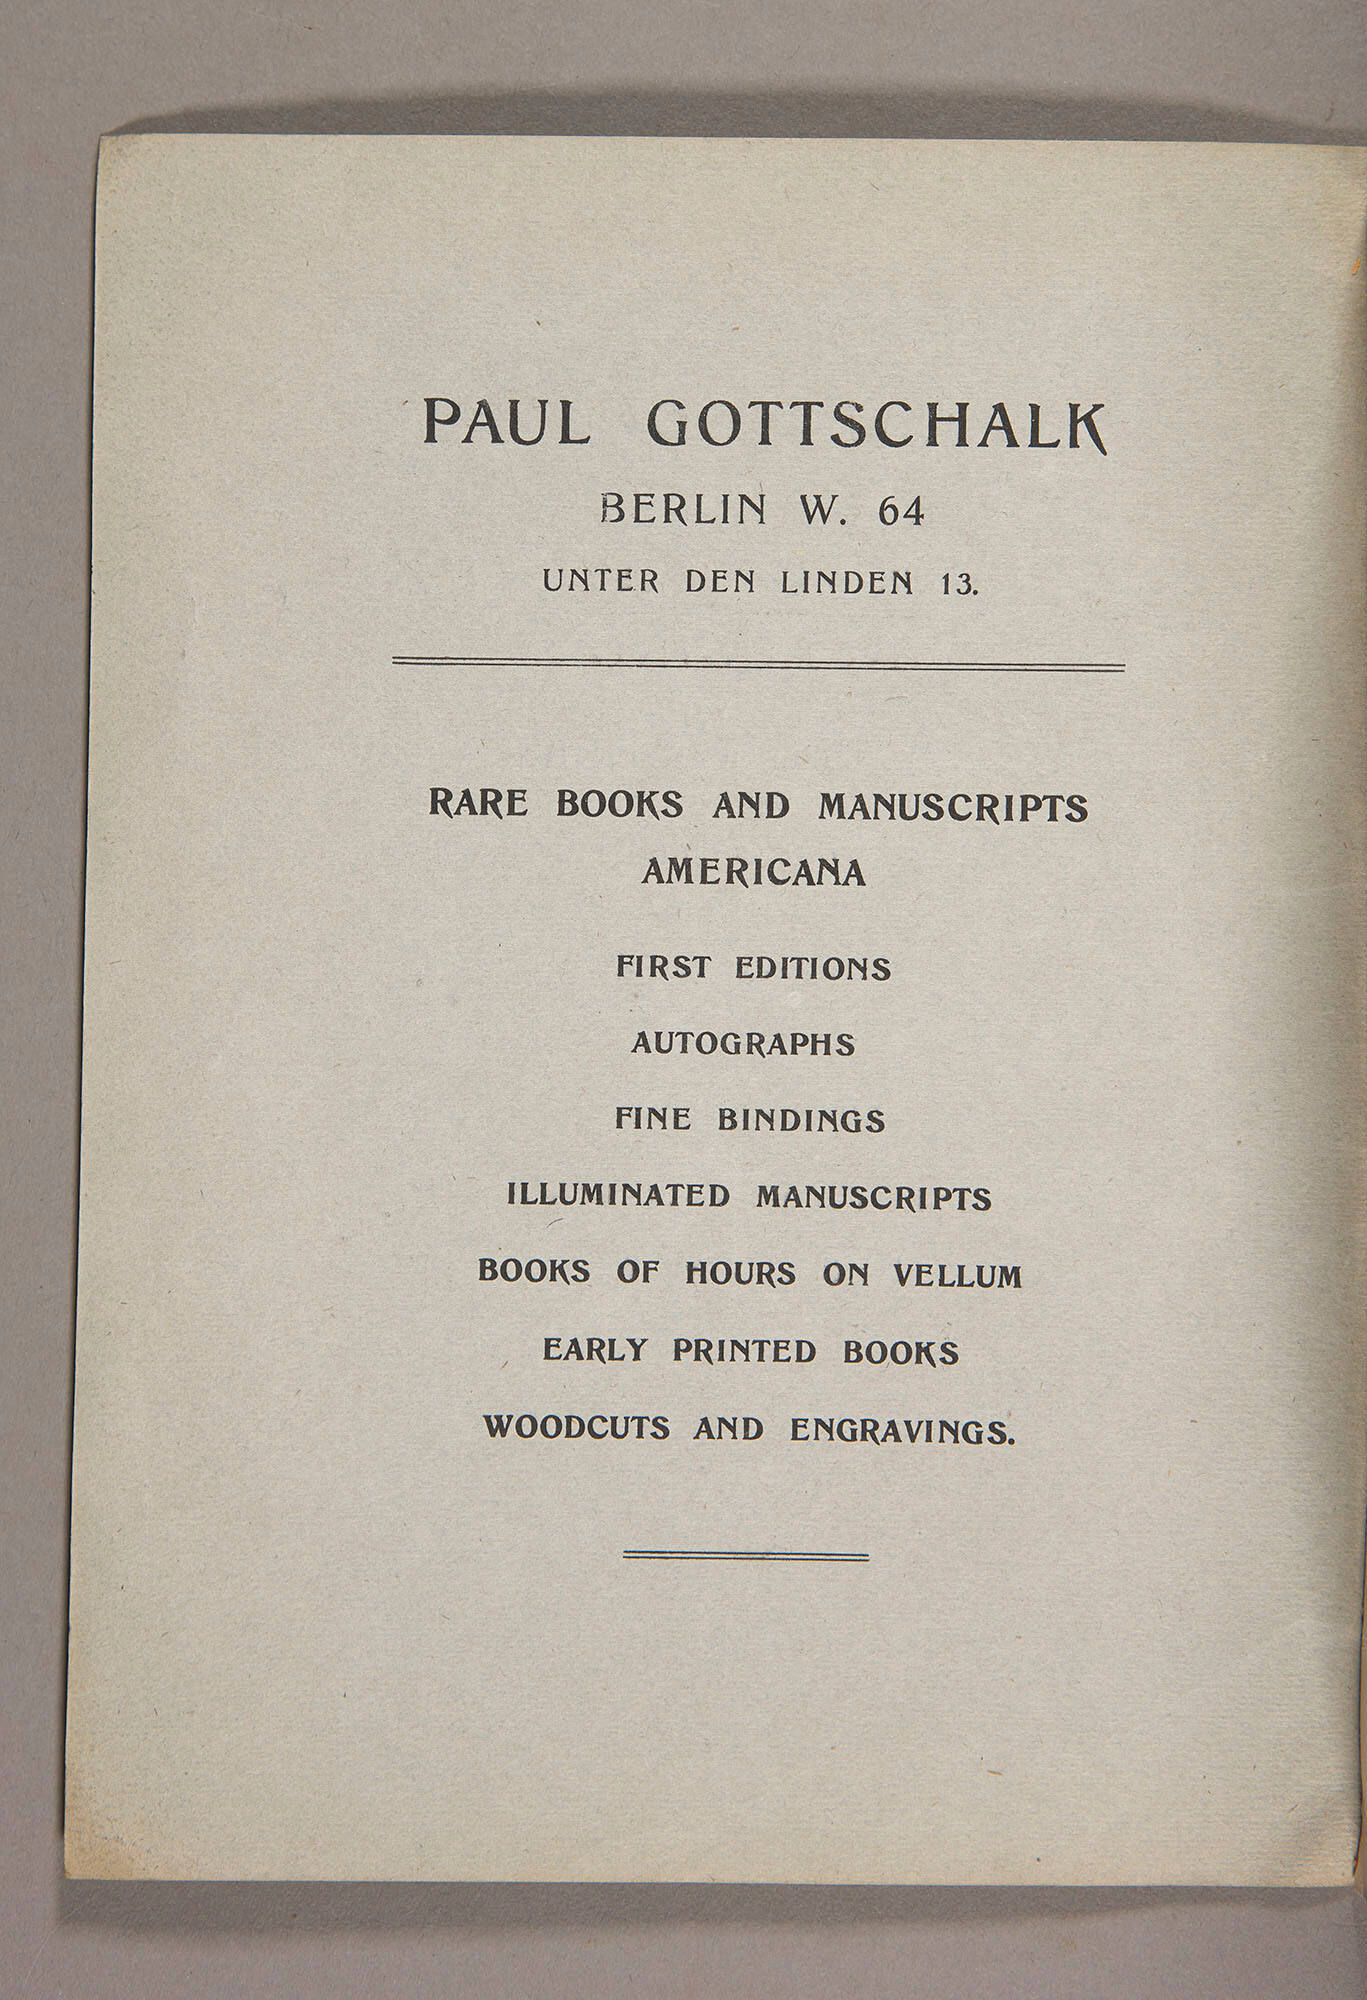 PAUL GOTTSCHALK
BERLIN W. 64
UNTER DEN LINDEN 13.
RARE BOOKS AND MANUSCRIPTS
AMERICANA
FIRST EDITIONS
AUTOGRAPHS
FINE BINDINGS
ILLUMINATED MANUSCRIPTS
BOOKS OF HOURS ON VELLUM
EARLY PRINTED BOOKS
WOODCUTS AND ENGRAVINGS.